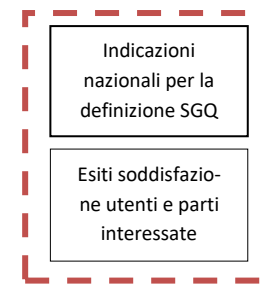 Indicazioni
nazionali per la
definizione SGQ
Esiti soddisfazio-
ne utenti e parti
interessate